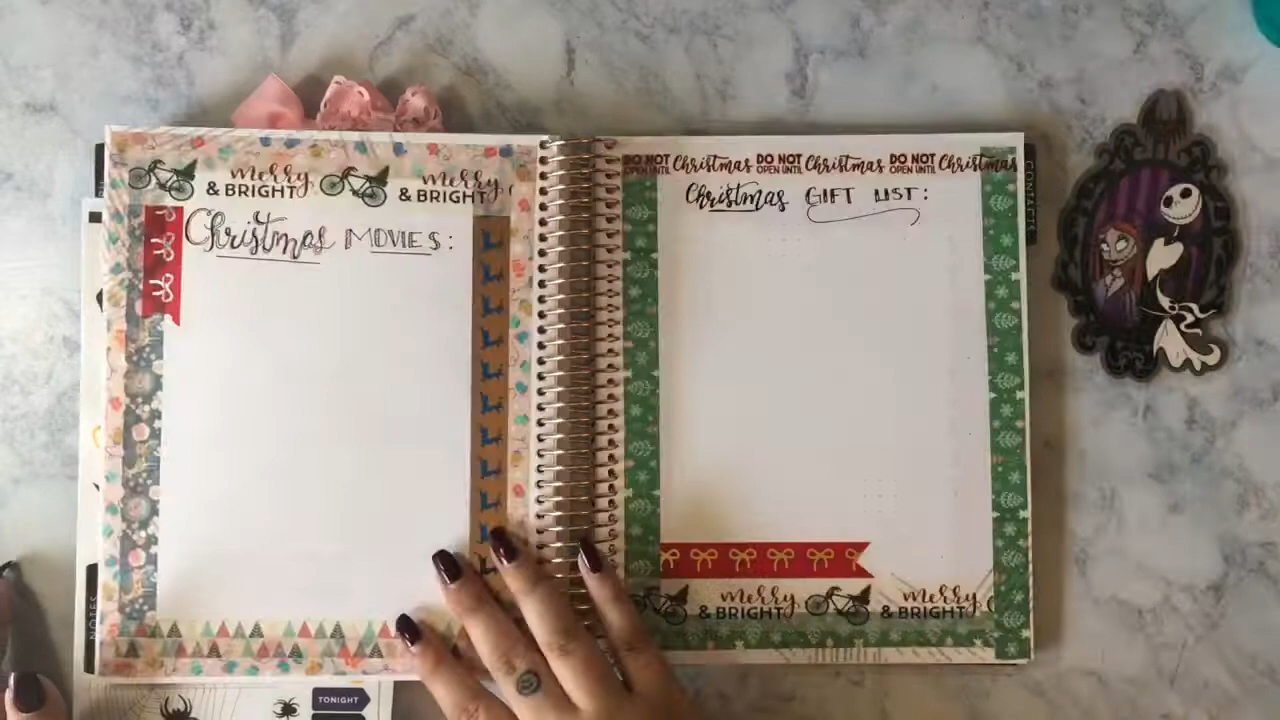 merry merry
& BRIGHT & BRIGHT
Christmas MOVIES:
NOTES
TONIGHT
DO NOT OPEN UNTIL Christmas DO NOT OPEN UNTIL Christmas DO NOT OPEN UNTIL Christmas
Christmas GIFT LIST:
merry merry
& BRIGHT & BRIGHT
CONTACTS